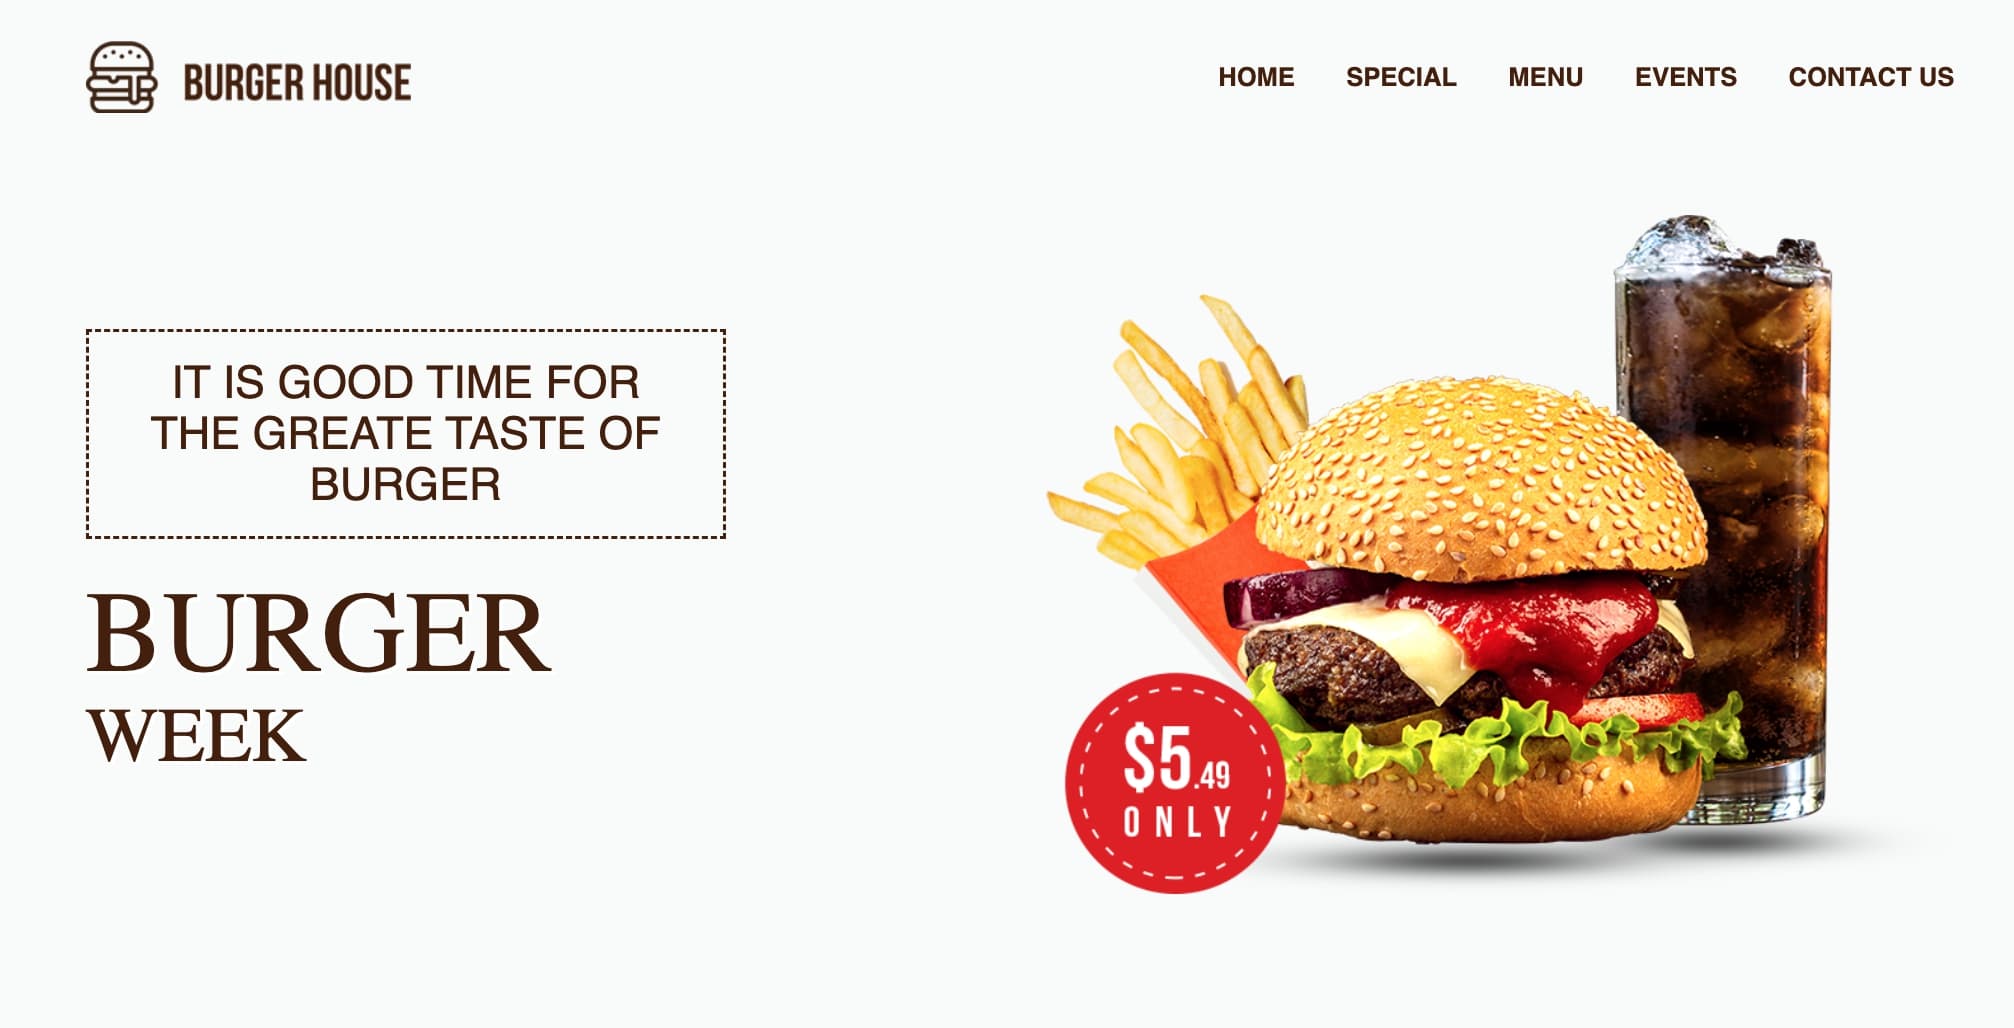 BURGER HOUSE
HOME SPECIAL MENU EVENTS CONTACT US
IT IS GOOD TIME FOR
THE GREATE TASTE OF
BURGER
BURGER
WEEK
$5.49
ONLY